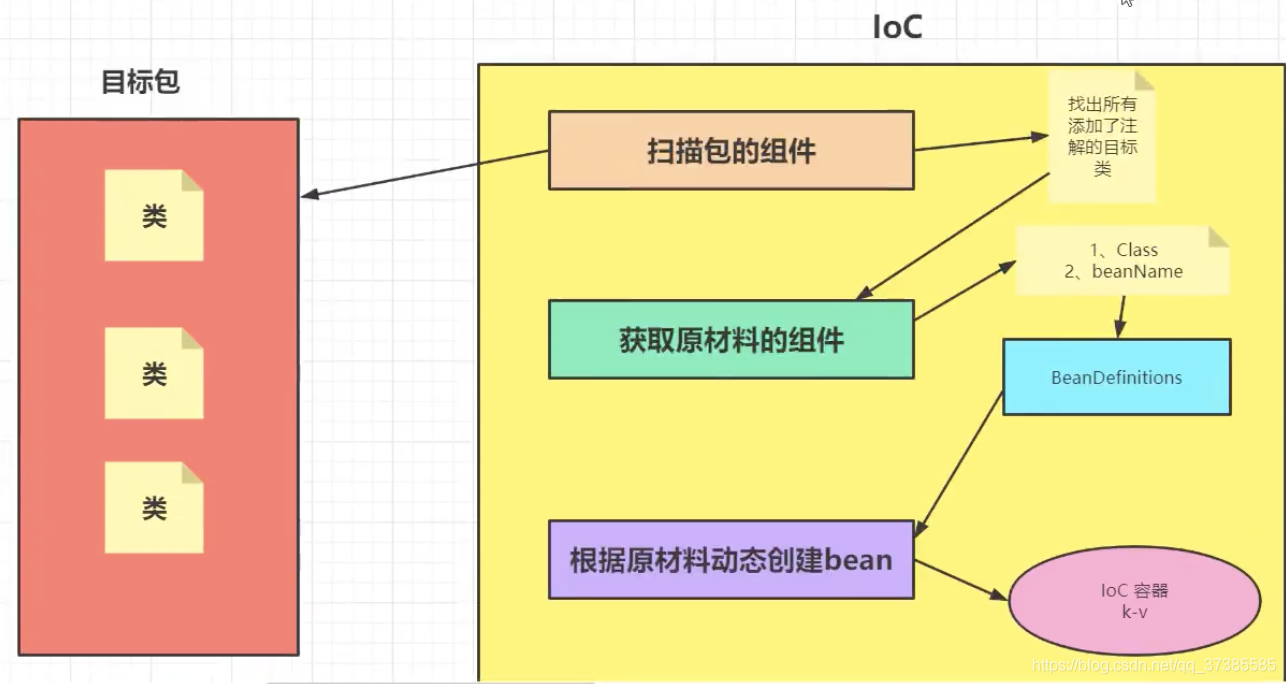 IoC
目标包
类
类
类
扫描包的组件
找出所有
添加了注
解的目标
类
获取原材料的组件
1、Class
2、beanName
BeanDefinitions
根据原材料动态创建bean
IoC 容器
k-v
https://blog.csdn.net/qq_37385585